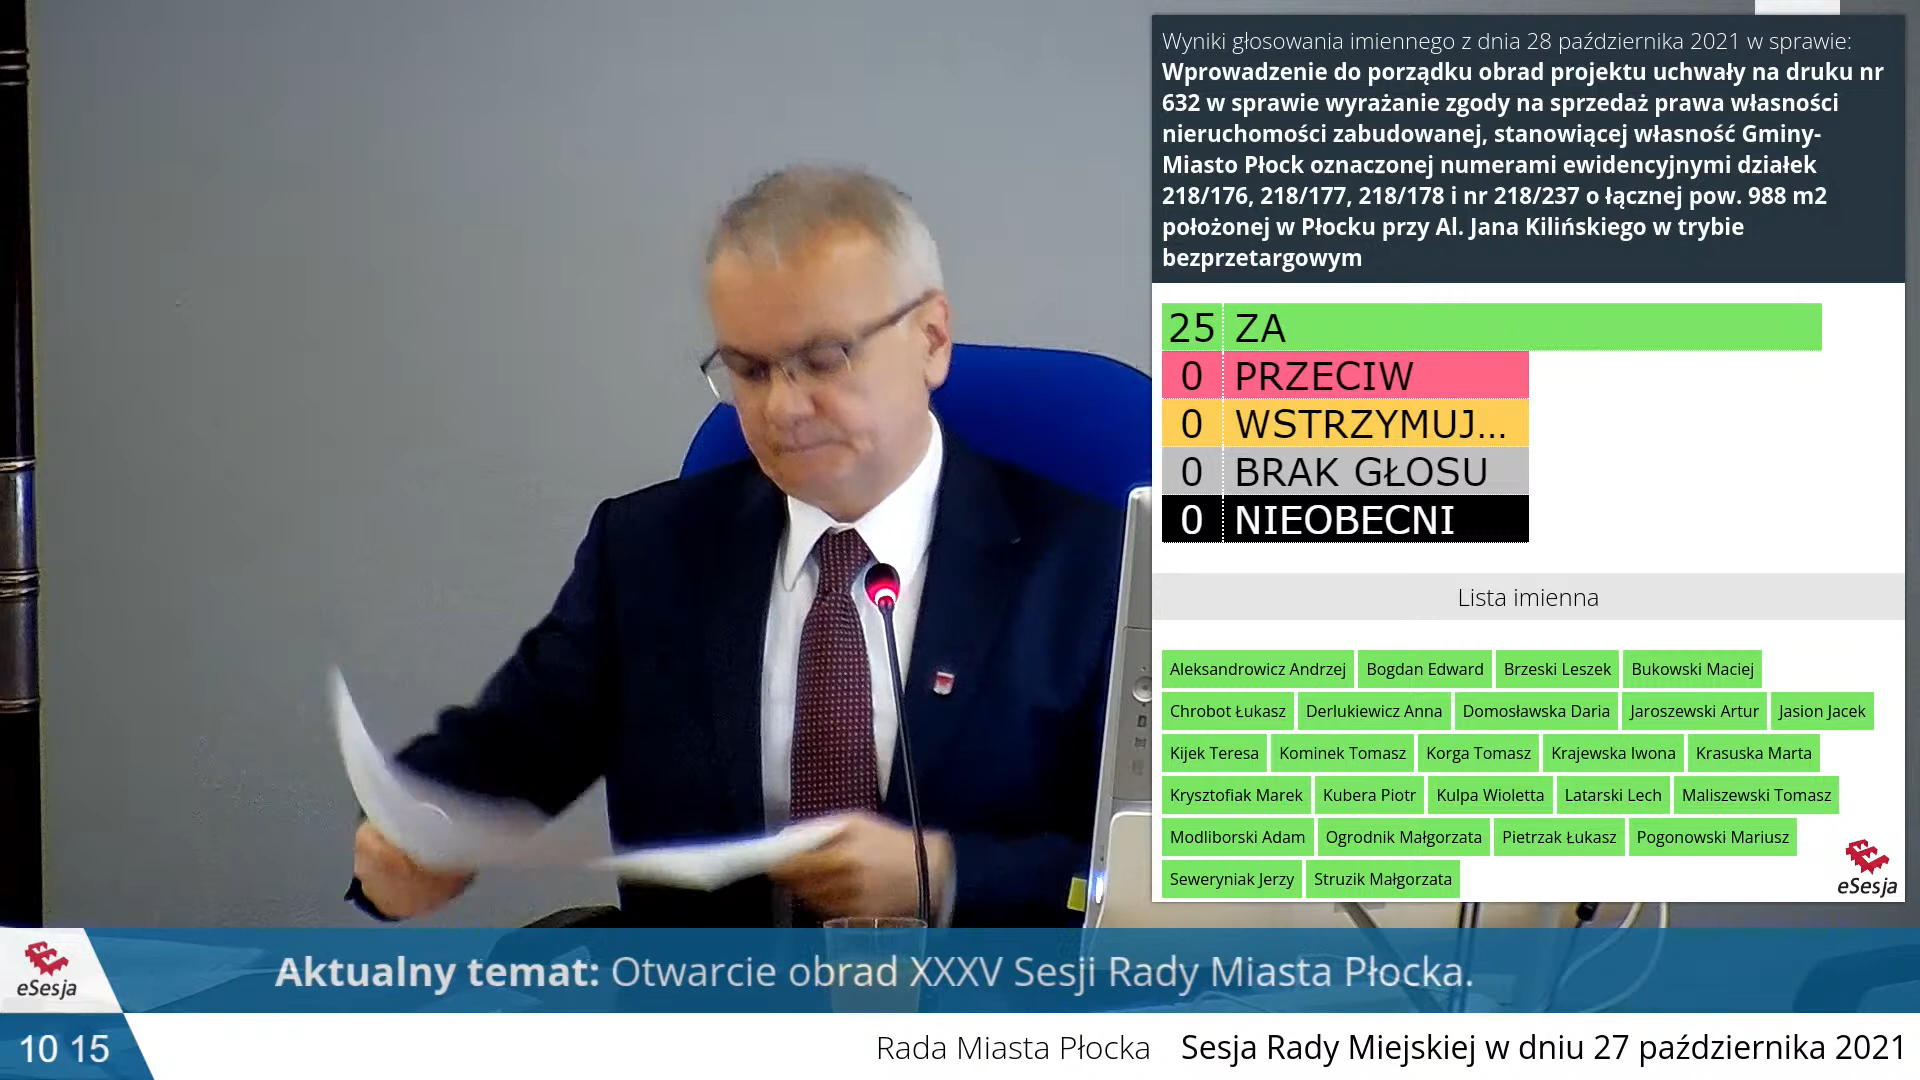 Wyniki głosowania imiennego z dnia 28 października 2021 w sprawie:
Wprowadzenie do porządku obrad projektu uchwały na druku nr
632 w sprawie wyrażanie zgody na sprzedaż prawa własności
nieruchomości zabudowanej, stanowiącej własność Gminy-
Miasto Płock oznaczonej numerami ewidencyjnymi działek
218/176, 218/177, 218/178 i nr 218/237 o łącznej pow. 988 m2
położonej w Płocku przy Al. Jana Kilińskiego w trybie
bezprzetargowym
25 ZA
0 PRZECIW
0 WSTRZYMUJ...
0 BRAK GŁOSU
0 NIEOBECNI
Lista imienna
Aleksandrowicz Andrzej Bogdan Edward Brzeski Leszek Bukowski Maciej
Chrobot Łukasz Derlukiewicz Anna Domosławska Daria Jaroszewski Artur Jasion Jacek
Kijek Teresa Kominek Tomasz Korga Tomasz Krajewska Iwona Krasuska Marta
Krysztofiak Marek Kubera Piotr Kulpa Wioletta Latarski Lech Maliszewski Tomasz
Modliborski Adam Ogrodnik Małgorzata Pietrzak Łukasz Pogonowski Mariusz
Seweryniak Jerzy Struzik Małgorzata
eSesja
eSesja
Aktualny temat: Otwarcie obrad XXXV Sesji Rady Miasta Płocka.
10 15
Rada Miasta Płocka Sesja Rady Miejskiej w dniu 27 października 2021